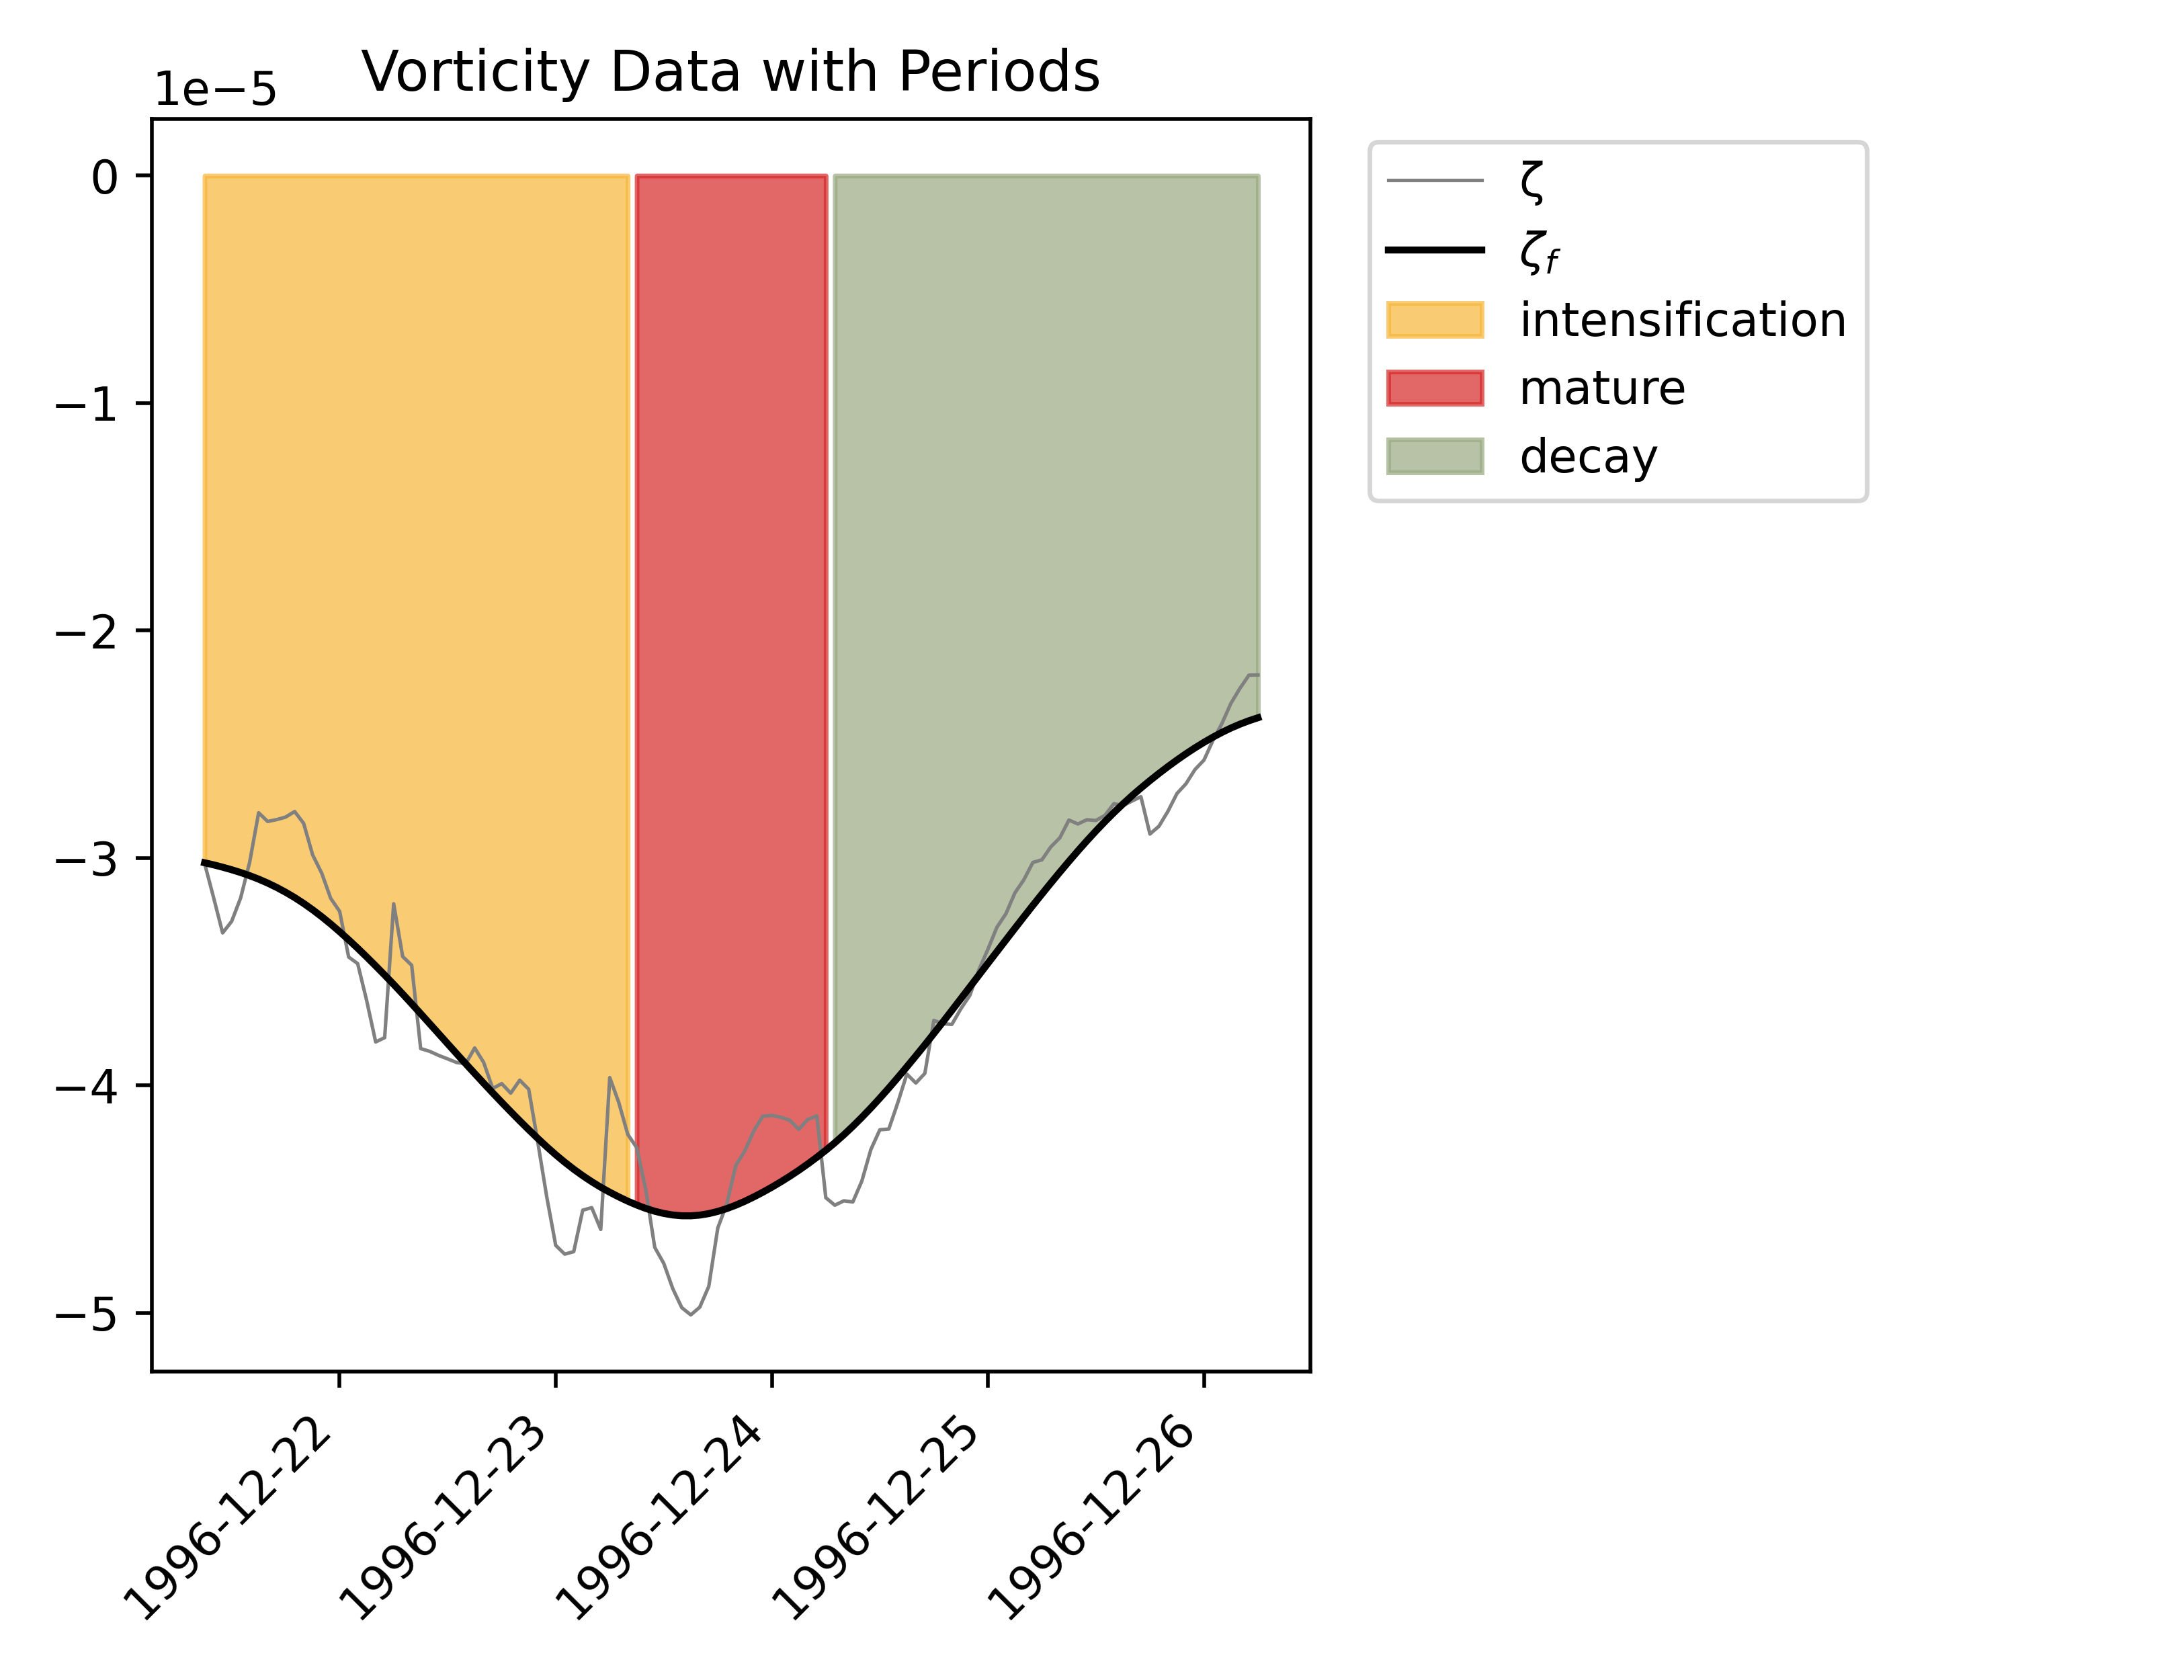 Vorticity Data with Periods
1e−5
0
−1
−2
−3
−4
−5
1996-12-22
1996-12-23
1996-12-24
1996-12-25
1996-12-26
ζ
ζf
intensification
mature
decay